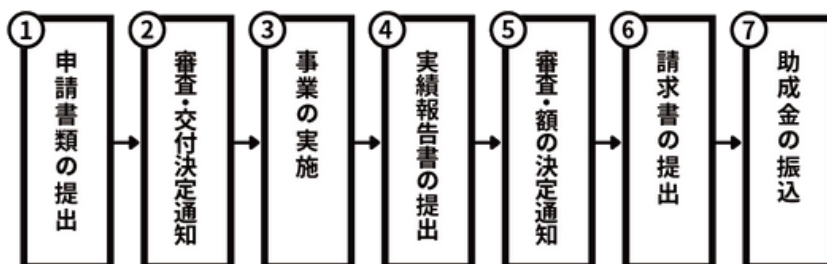 ①
申請書類の提出
②
審査・交付決定通知
③
事業の実施
④
実績報告書の提出
⑤
審査・額の決定通知
⑥
請求書の提出
⑦
助成金の振込